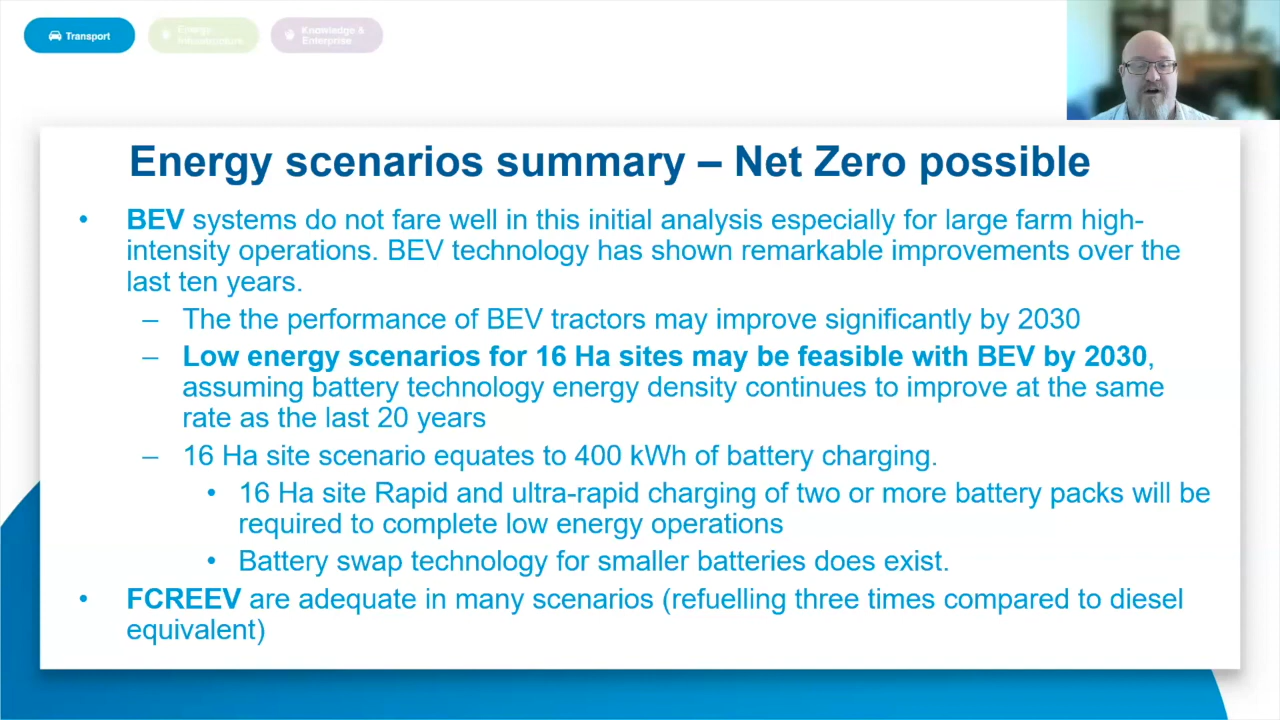 Transport
Energy
Infrastructure
Knowledge &
Enterprise
Energy scenarios summary – Net Zero possible
• BEV systems do not fare well in this initial analysis especially for large farm high-
intensity operations. BEV technology has shown remarkable improvements over the
last ten years.
– The the performance of BEV tractors may improve significantly by 2030
– Low energy scenarios for 16 Ha sites may be feasible with BEV by 2030,
assuming battery technology energy density continues to improve at the same
rate as the last 20 years
– 16 Ha site scenario equates to 400 kWh of battery charging.
• 16 Ha site Rapid and ultra-rapid charging of two or more battery packs will be
required to complete low energy operations
• Battery swap technology for smaller batteries does exist.
• FCREEV are adequate in many scenarios (refuelling three times compared to diesel
equivalent)